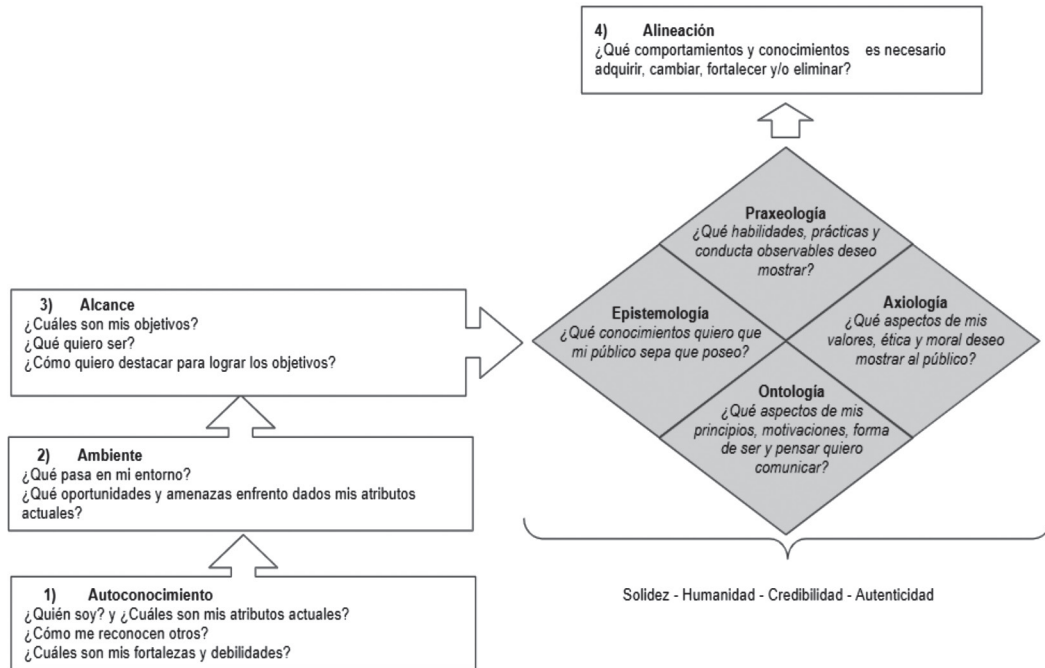 4) Alineación
¿Qué comportamientos y conocimientos es necesario
adquirir, cambiar, fortalecer y/o eliminar?
Praxeología
¿Qué habilidades, prácticas y
conducta observables deseo
mostrar?
3) Alcance
¿Cuáles son mis objetivos?
¿Qué quiero ser?
¿Cómo quiero destacar para lograr los objetivos?
Epistemología
¿Qué conocimientos quiero que
mi público sepa que poseo?
Axiología
¿Qué aspectos de mis
valores, ética y moral deseo
mostrar al público?
Ontología
¿Qué aspectos de mis
principios, motivaciones, forma
de ser y pensar quiero
comunicar?
2) Ambiente
¿Qué pasa en mi entorno?
¿Qué oportunidades y amenazas enfrento dados mis atributos
actuales?
1) Autoconocimiento
¿Quién soy? y ¿Cuáles son mis atributos actuales?
¿Cómo me reconocen otros?
¿Cuáles son mis fortalezas y debilidades?
Solidez - Humanidad - Credibilidad - Autenticidad